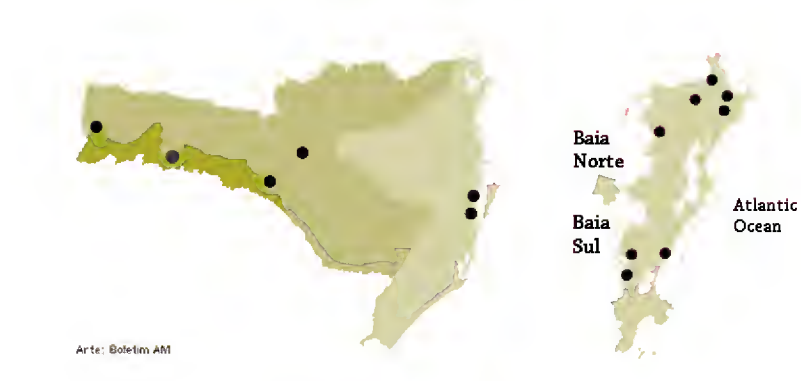 Baia
Norte
Baia
Sul
Atlantic
Ocean
Arte: Boletim AM